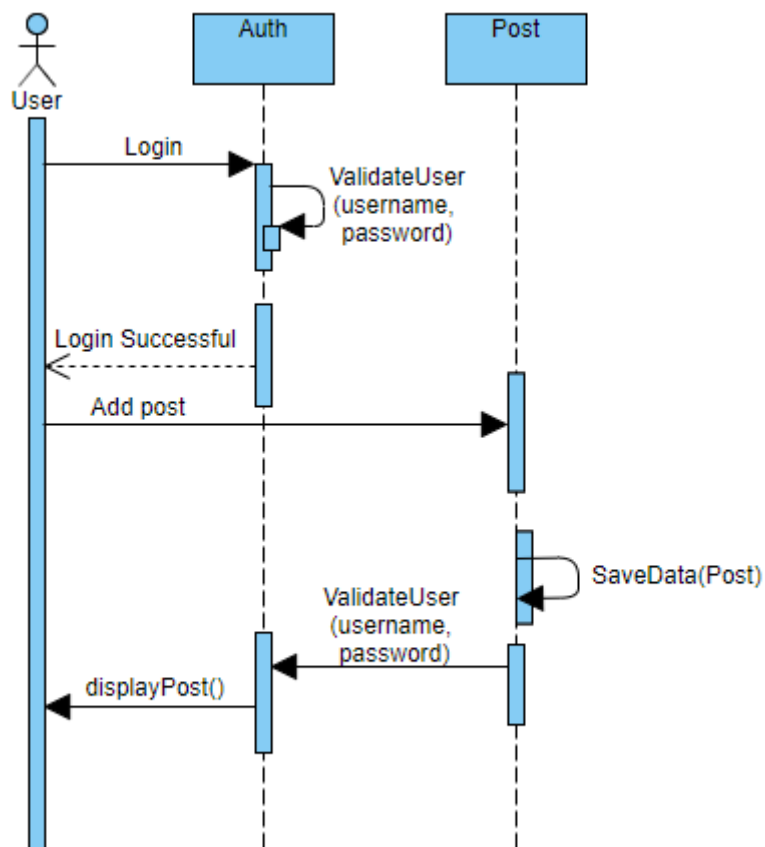 Auth
Post
User
Login
ValidateUser
(username,
password)
Login Successful
Add post
SaveData(Post)
ValidateUser
(username,
password)
displayPost()